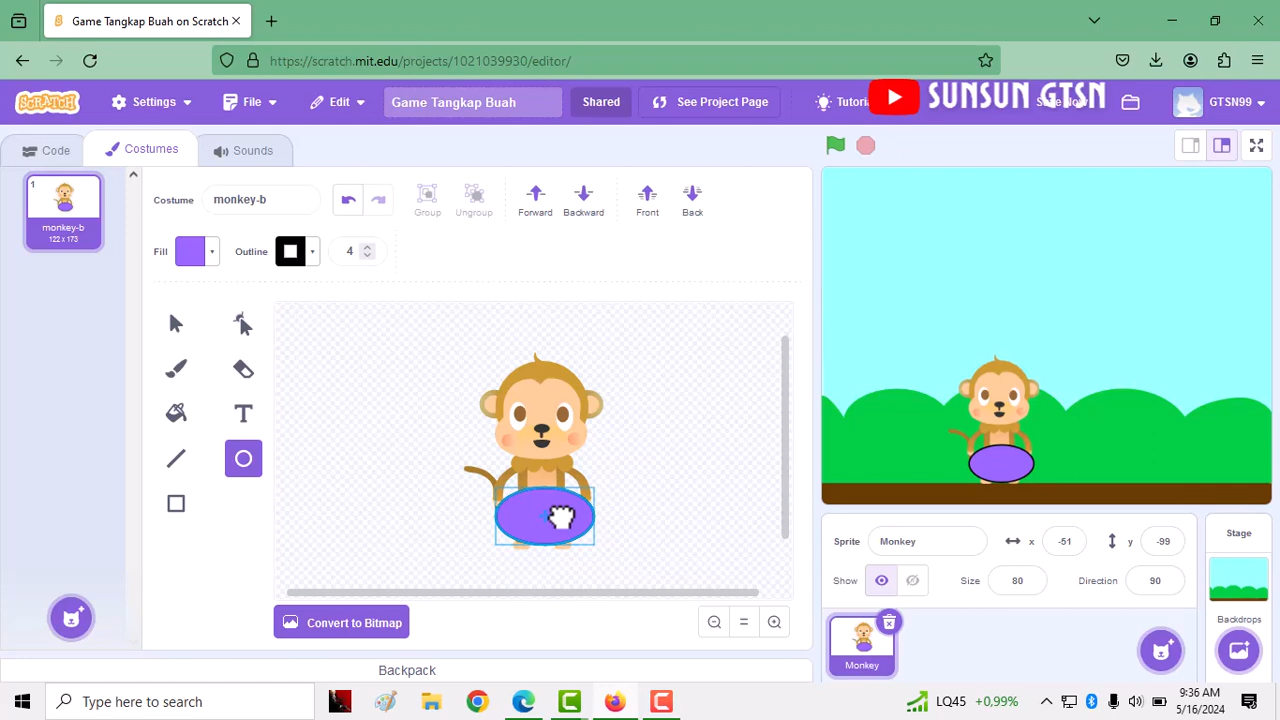 Game Tangkap Buah on Scratch
https://scratch.mit.edu/projects/1021039930/editor/
SCRATCH
Settings
File
Edit
Game Tangkap Buah
Shared
See Project Page
SUNSUN GTSN
GTSN99
Code
Costumes
Sounds
1
monkey-b
122 x 173
Costume
monkey-b
Group
Ungroup
Forward
Backward
Front
Back
Fill
Outline
4
Convert to Bitmap
Backpack
Sprite
Monkey
x
-51
y
-99
Show
Size
80
Direction
90
Monkey
Stage
Backdrops
Type here to search
LQ45
+0,99%
9:36 AM
5/16/2024